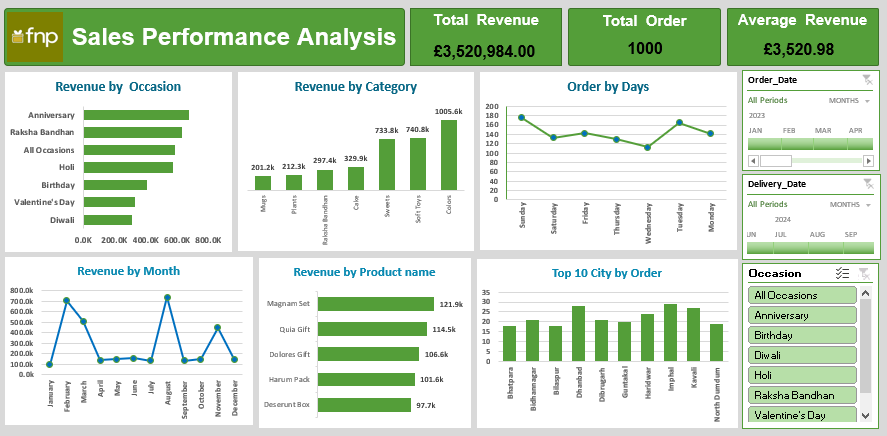 fnp
Sales Performance Analysis
Total Revenue
£3,520,984.00
Total Order
1000
Average Revenue
£3,520.98
Revenue by Occasion
Anniversary
Raksha Bandhan
All Occasions
Holi
Birthday
Valentine's Day
Diwali
0.0K 200.0K 400.0K 600.0K 800.0K
Revenue by Category
201.2k 212.3k 297.4k 329.9k 733.8k 740.8k 1005.6k
Mugs
Plants
Raksha Bandhan
Cake
Sweets
Soft Toys
Colors
Order by Days
200
180
160
140
120
100
80
60
40
20
0
Sunday
Saturday
Friday
Thursday
Wednesday
Tuesday
Monday
Order_Date
All Periods MONTHS
2023
JAN FEB MAR APR
Delivery_Date
All Periods MONTHS
2024
UN JUL AUG SEP
Revenue by Month
800.0k
700.0k
600.0k
500.0k
400.0k
300.0k
200.0k
100.0k
0.0k
January
February
March
April
May
June
July
August
September
October
November
December
Revenue by Product name
Magnam Set 121.9k
Quia Gift 114.5k
Dolores Gift 106.6k
Harum Pack 101.6k
Deserunt Box 97.7k
Top 10 City by Order
35
30
25
20
15
10
5
0
Bhatpara
Bidhannagar
Bilaspur
Dhanbad
Dibrugarh
Guntakal
Haridwar
Imphal
Kavali
North Dumdum
Occasion
All Occasions
Anniversary
Birthday
Diwali
Holi
Raksha Bandhan
Valentine's Day